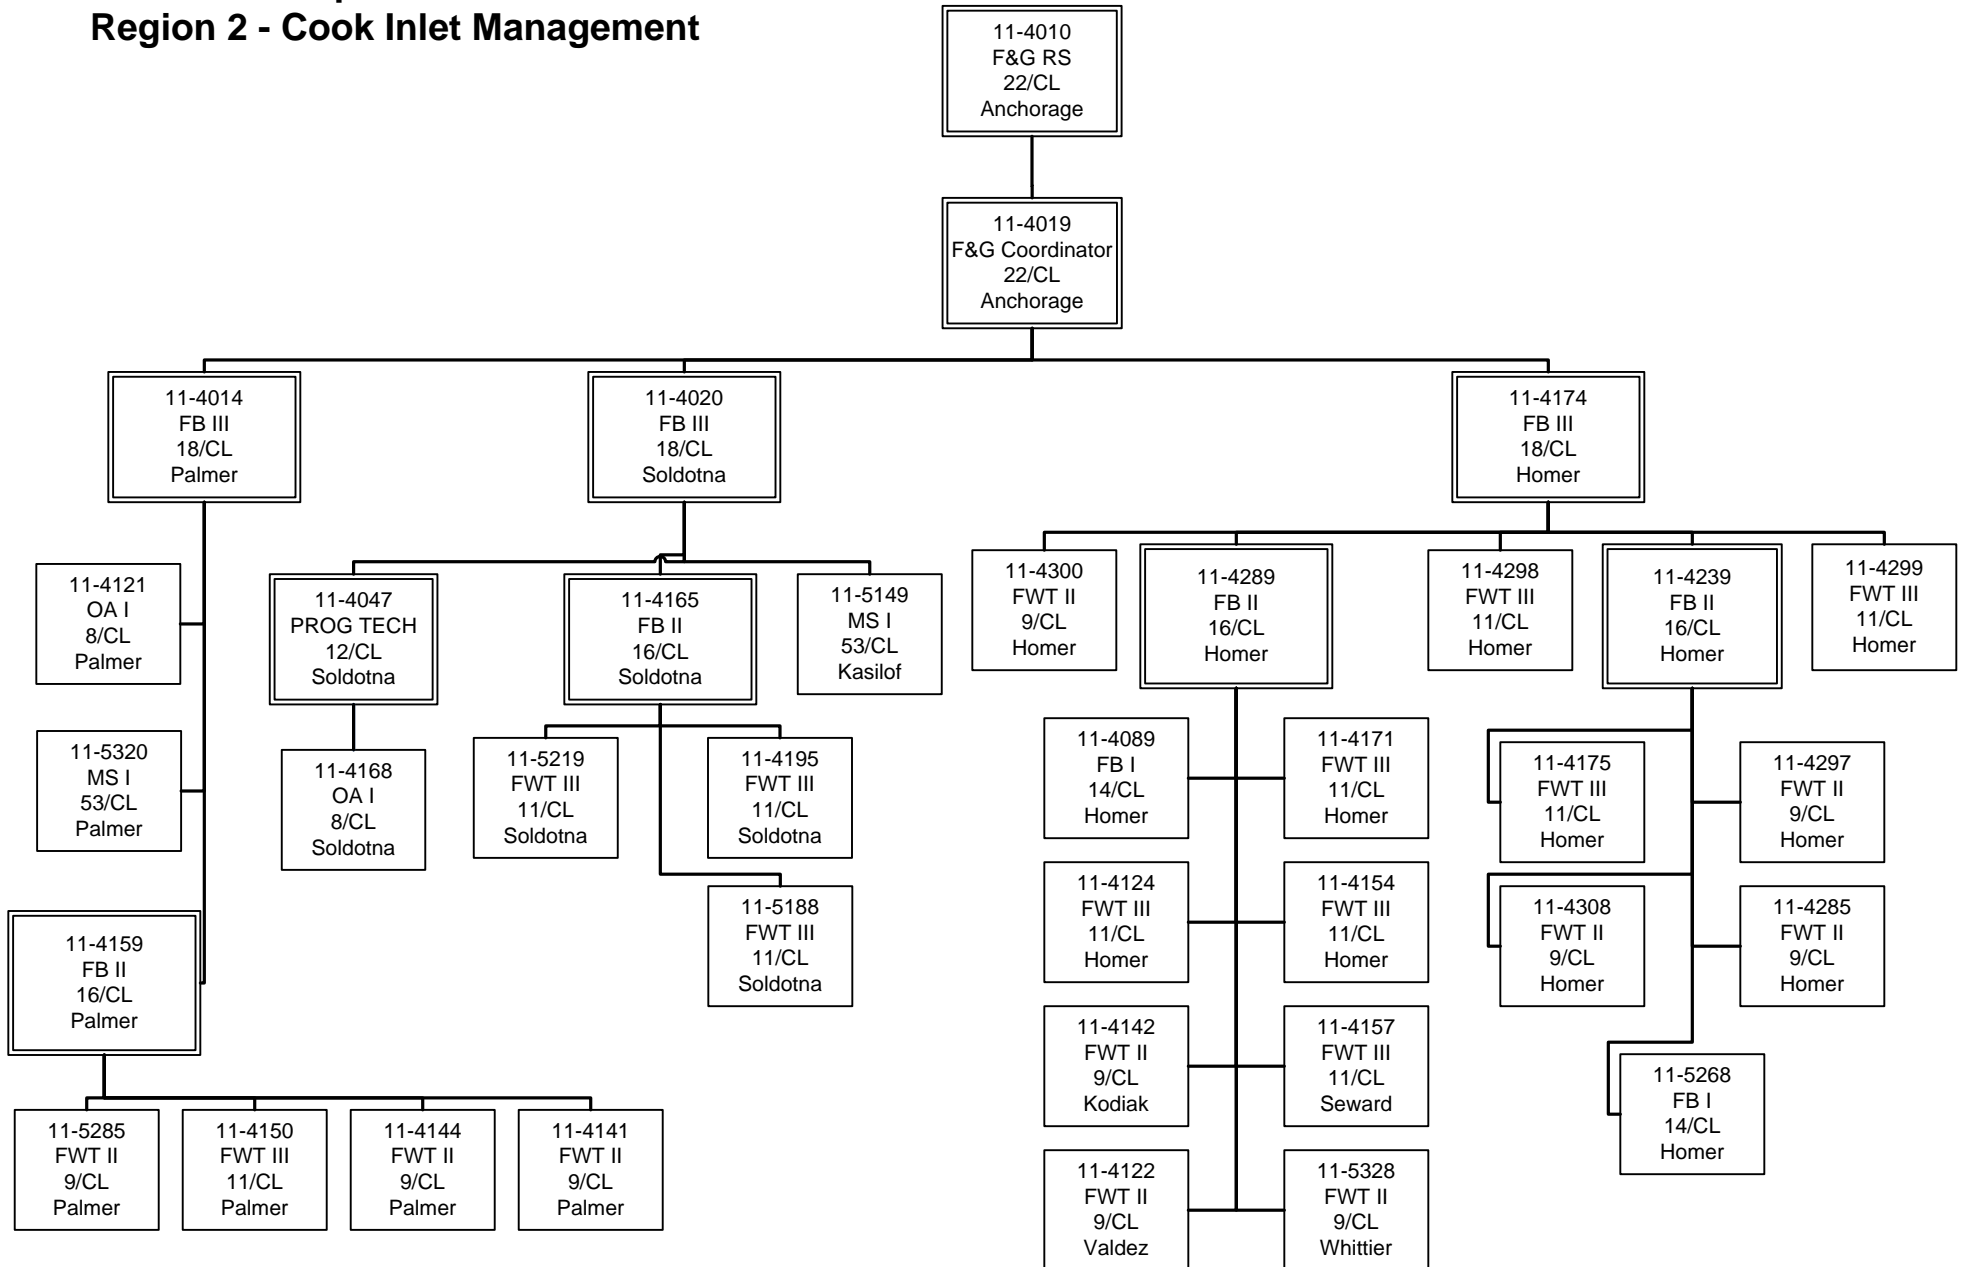 Region 2 - Cook Inlet Management
11-4010
F&G RS
22/CL
Anchorage
11-4019
F&G Coordinator
22/CL
Anchorage
11-4014
FB III
18/CL
Palmer
11-4020
FB III
18/CL
Soldotna
11-4174
FB III
18/CL
Homer
11-4121
OA I
8/CL
Palmer
11-5320
MS I
53/CL
Palmer
11-4159
FB II
16/CL
Palmer
11-5285
FWT II
9/CL
Palmer
11-4150
FWT III
11/CL
Palmer
11-4144
FWT II
9/CL
Palmer
11-4141
FWT II
9/CL
Palmer
11-4047
PROG TECH
12/CL
Soldotna
11-4168
OA I
8/CL
Soldotna
11-4165
FB II
16/CL
Soldotna
11-5149
MS I
53/CL
Kasilof
11-5219
FWT III
11/CL
Soldotna
11-4195
FWT III
11/CL
Soldotna
11-5188
FWT III
11/CL
Soldotna
11-4300
FWT II
9/CL
Homer
11-4289
FB II
16/CL
Homer
11-4298
FWT III
11/CL
Homer
11-4239
FB II
16/CL
Homer
11-4299
FWT III
11/CL
Homer
11-4089
FB I
14/CL
Homer
11-4171
FWT III
11/CL
Homer
11-4124
FWT III
11/CL
Homer
11-4154
FWT III
11/CL
Homer
11-4142
FWT II
9/CL
Kodiak
11-4157
FWT III
11/CL
Seward
11-4122
FWT II
9/CL
Valdez
11-5328
FWT II
9/CL
Whittier
11-4175
FWT III
11/CL
Homer
11-4297
FWT II
9/CL
Homer
11-4308
FWT II
9/CL
Homer
11-4285
FWT II
9/CL
Homer
11-5268
FB I
14/CL
Homer